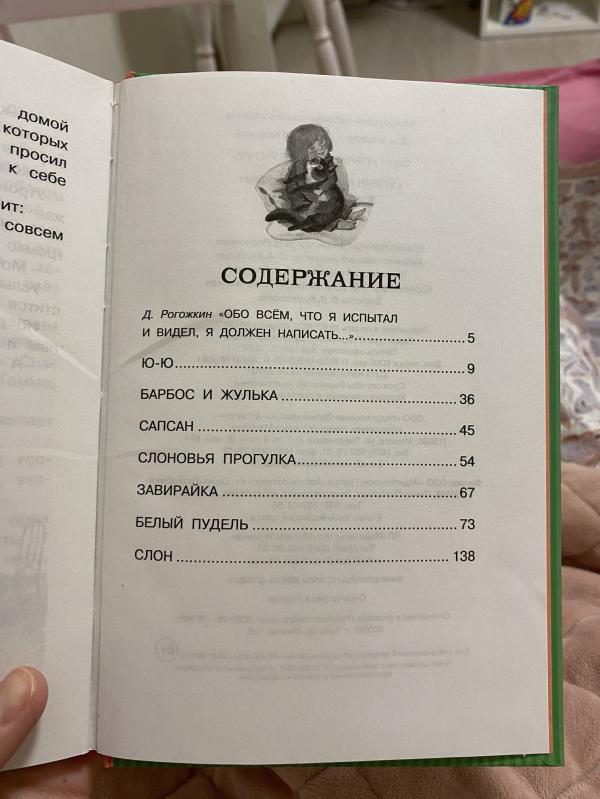 домой
которых
просил
к себе
ит:
совсем
СОДЕРЖАНИЕ
Д. Рогожкин «ОБО ВСЁМ, ЧТО Я ИСПЫТАЛ
И ВИДЕЛ, Я ДОЛЖЕН НАПИСАТЬ...» 5
Ю-Ю 9
БАРБОС И ЖУЛЬКА 36
САПСАН 45
СЛОНОВЬЯ ПРОГУЛКА 54
ЗАВИРАЙКА 67
БЕЛЫЙ ПУДЕЛЬ 73
СЛОН 138